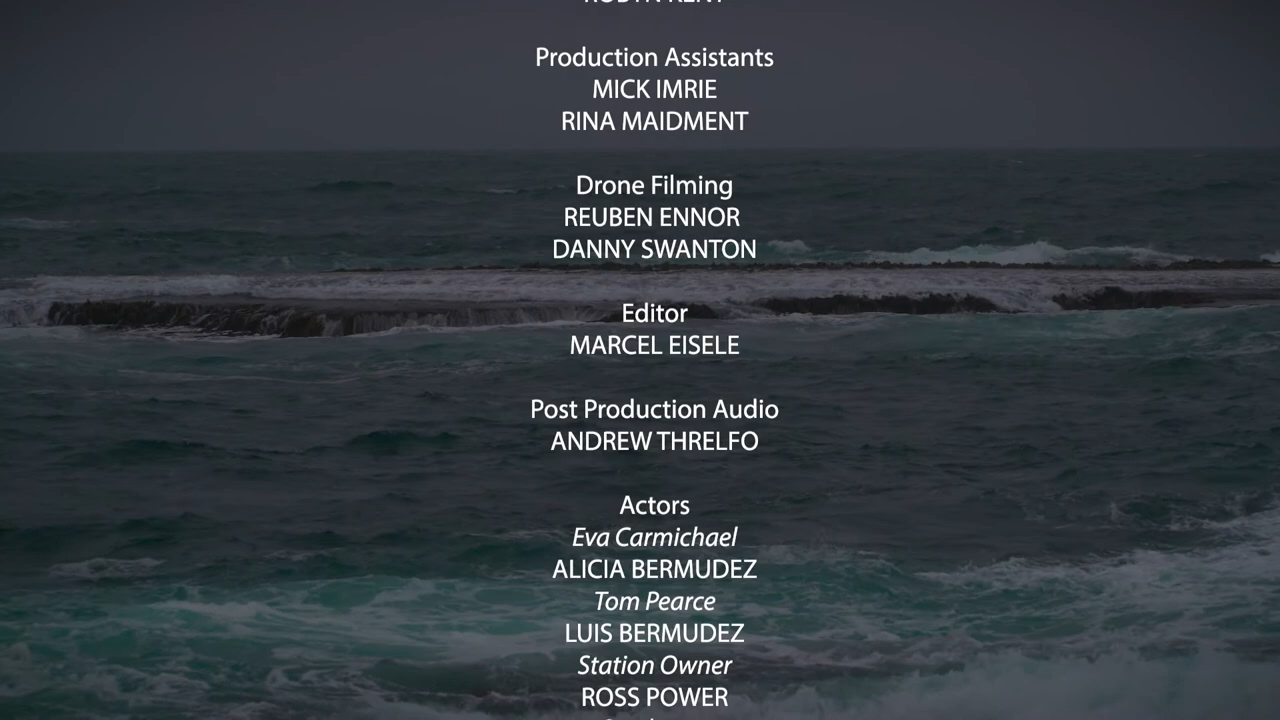 Production Assistants
MICK IMRIE
RINA MAIDMENT
Drone Filming
REUBEN ENNOR
DANNY SWANTON
Editor
MARCEL EISELE
Post Production Audio
ANDREW THRELFO
Actors
Eva Carmichael
ALICIA BERMUDEZ
Tom Pearce
LUIS BERMUDEZ
Station Owner
ROSS POWER